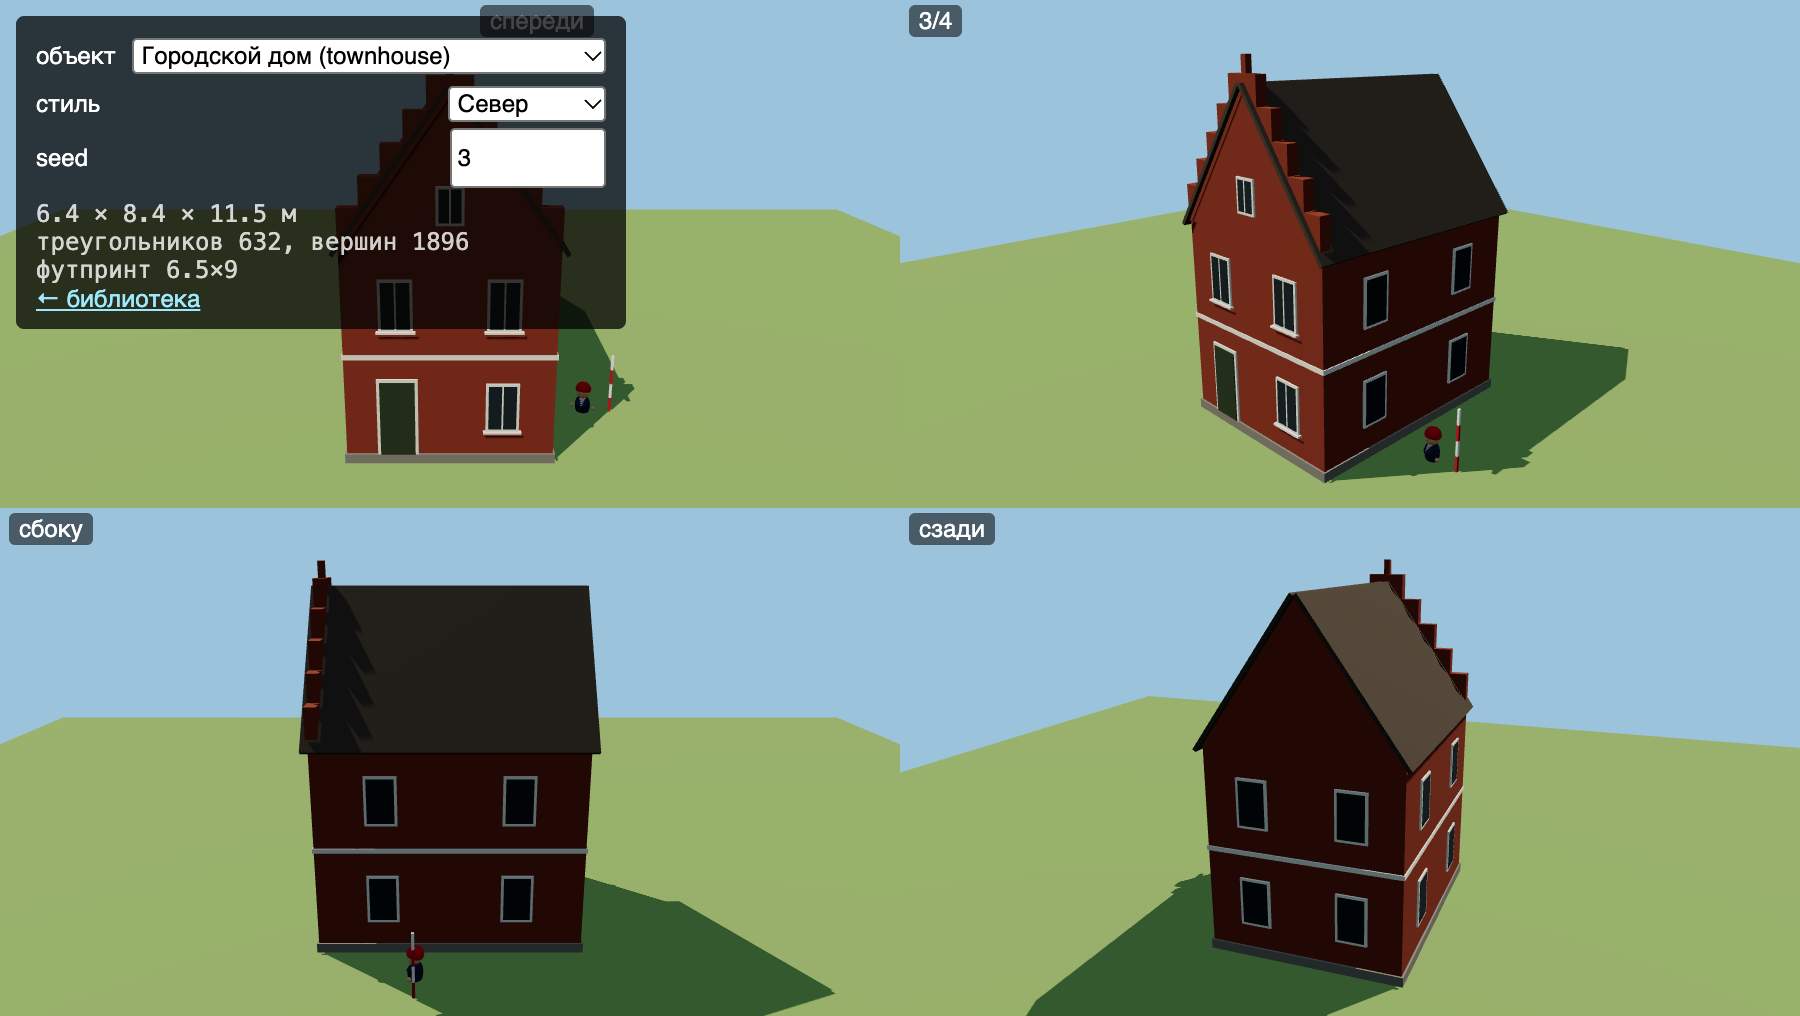 спереди
объект Городской дом (townhouse)
стиль Север
seed 3
6.4 × 8.4 × 11.5 м
треугольников 632, вершин 1896
футпринт 6.5×9
← библиотека
3/4
сбоку
сзади